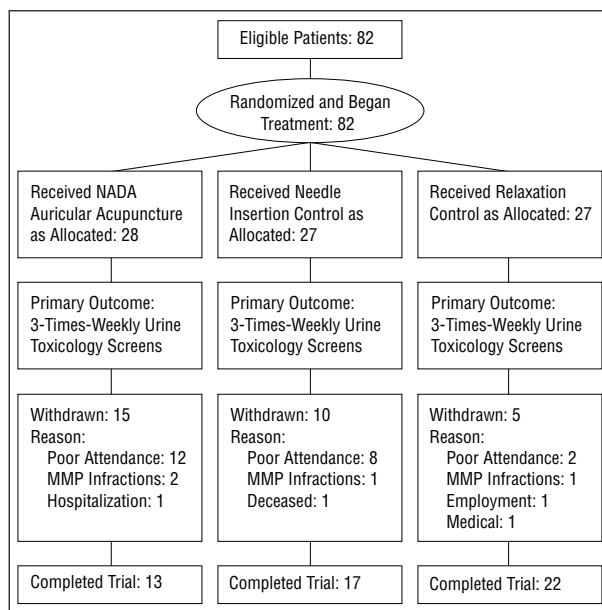 Eligible Patients: 82
Randomized and Began
Treatment: 82
Received NADA
Auricular Acupuncture
as Allocated: 28
Received Needle
Insertion Control as
Allocated: 27
Received Relaxation
Control as Allocated: 27
Primary Outcome:
3-Times-Weekly Urine
Toxicology Screens
Primary Outcome:
3-Times-Weekly Urine
Toxicology Screens
Primary Outcome:
3-Times-Weekly Urine
Toxicology Screens
Withdrawn: 15
Reason:
Poor Attendance: 12
MMP Infractions: 2
Hospitalization: 1
Withdrawn: 10
Reason:
Poor Attendance: 8
MMP Infractions: 1
Deceased: 1
Withdrawn: 5
Reason:
Poor Attendance: 2
MMP Infractions: 1
Employment: 1
Medical: 1
Completed Trial: 13
Completed Trial: 17
Completed Trial: 22